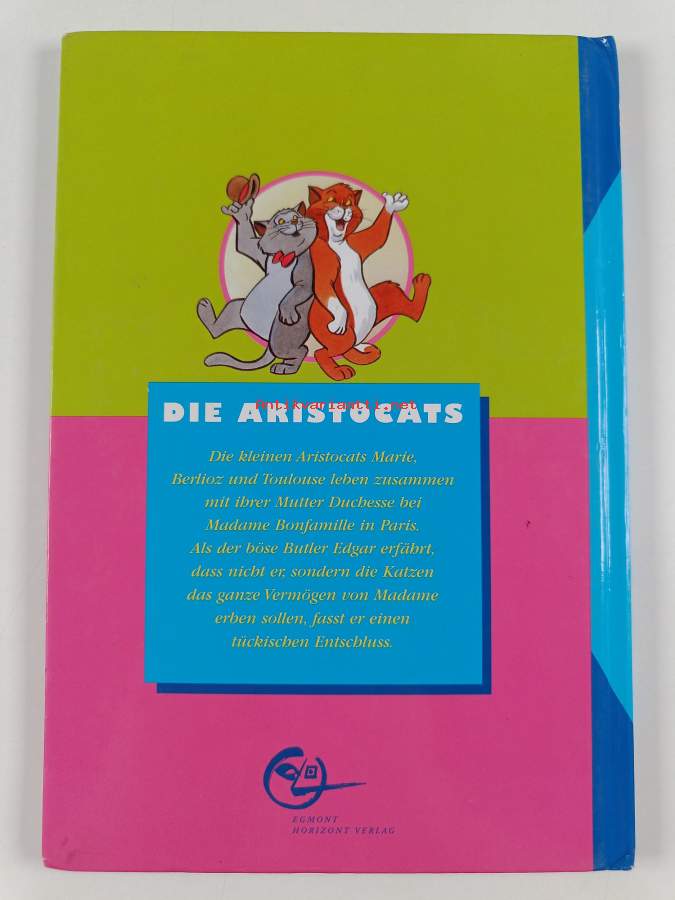 DIE ARISTOCATS
Antikvariantti.net
Die kleinen Aristocats Marie,
Berlioz und Toulouse leben zusammen
mit ihrer Mutter Duchesse bei
Madame Bonfamille in Paris.
Als der böse Butler Edgar erfährt,
dass nicht er, sondern die Katzen
das ganze Vermögen von Madame
erben sollen, fasst er einen
tückischen Entschluss.
EGMONT
HORIZONT VERLAG